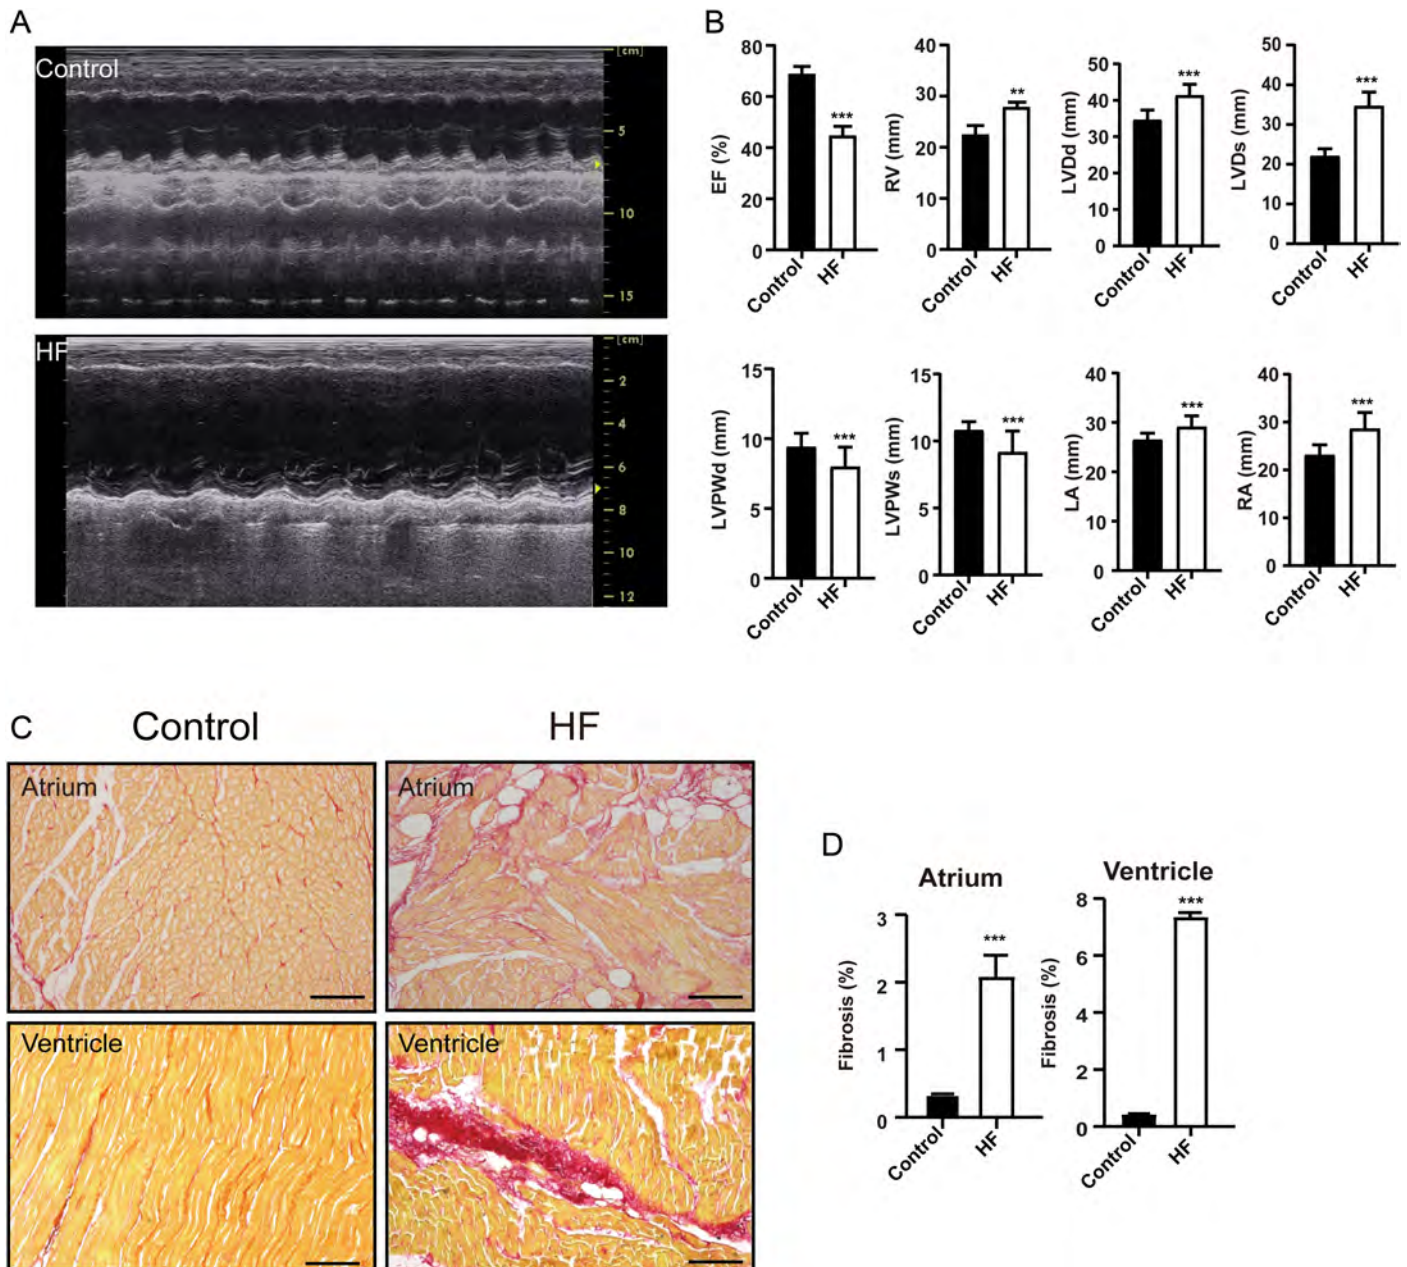 A
Control
[cm]
5
10
15
HF
[cm]
2
4
6
8
10
12
B
EF (%)
80
60
40
20
0
***
Control
HF
RV (mm)
40
30
20
10
0
**
Control
HF
LVDd (mm)
50
40
30
20
10
0
***
Control
HF
LVDs (mm)
50
40
30
20
10
0
***
Control
HF
LVPWd (mm)
15
10
5
0
***
Control
HF
LVPWs (mm)
15
10
5
0
***
Control
HF
LA (mm)
40
30
20
10
0
***
Control
HF
RA (mm)
40
30
20
10
0
***
Control
HF
C
Control
HF
Atrium
Atrium
Ventricle
Ventricle
D
Atrium
Fibrosis (%)
3
2
1
0
***
Control
HF
Ventricle
Fibrosis (%)
8
6
4
2
0
***
Control
HF